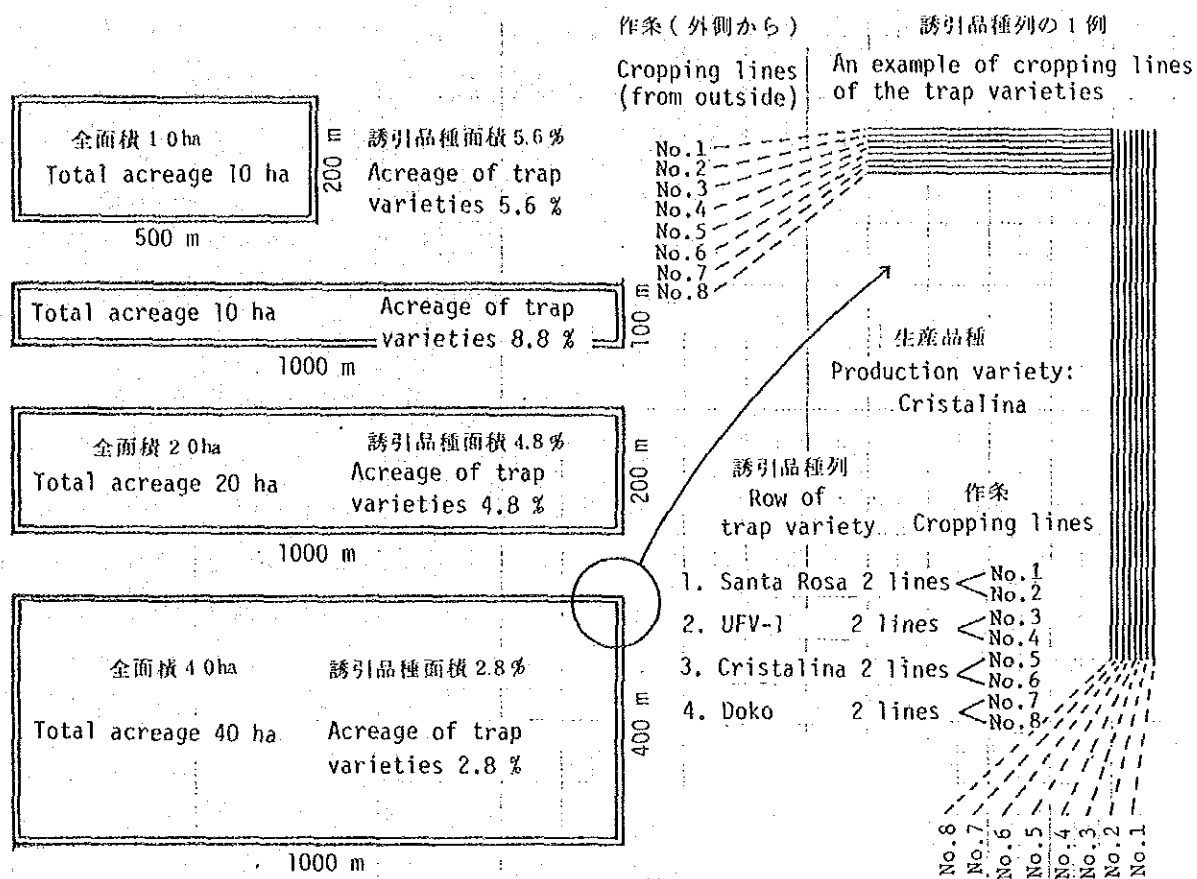 全面積10ha
Total acreage 10 ha
200 m
誘引品種面積5.6%
Acreage of trap
varieties 5.6 %
500 m
Total acreage 10 ha
Acreage of trap
varieties 8.8 %
100 m
1000 m
全面積20ha
Total acreage 20 ha
誘引品種面積4.8%
Acreage of trap
varieties 4.8 %
200 m
1000 m
全面積40ha
Total acreage 40 ha
誘引品種面積2.8%
Acreage of trap
varieties 2.8 %
400 m
1000 m
作条(外側から)
Cropping lines
(from outside)
誘引品種列の1例
An example of cropping lines
of the trap varieties
No.1
No.2
No.3
No.4
No.5
No.6
No.7
No.8
生産品種
Production variety:
Cristalina
誘引品種列
Row of
trap variety
作条
Cropping lines
1. Santa Rosa 2 lines No.1
No.2
2. UFV-1 2 lines No.3
No.4
3. Cristalina 2 lines No.5
No.6
4. Doko 2 lines No.7
No.8
No.8
No.7
No.6
No.5
No.4
No.3
No.2
No.1